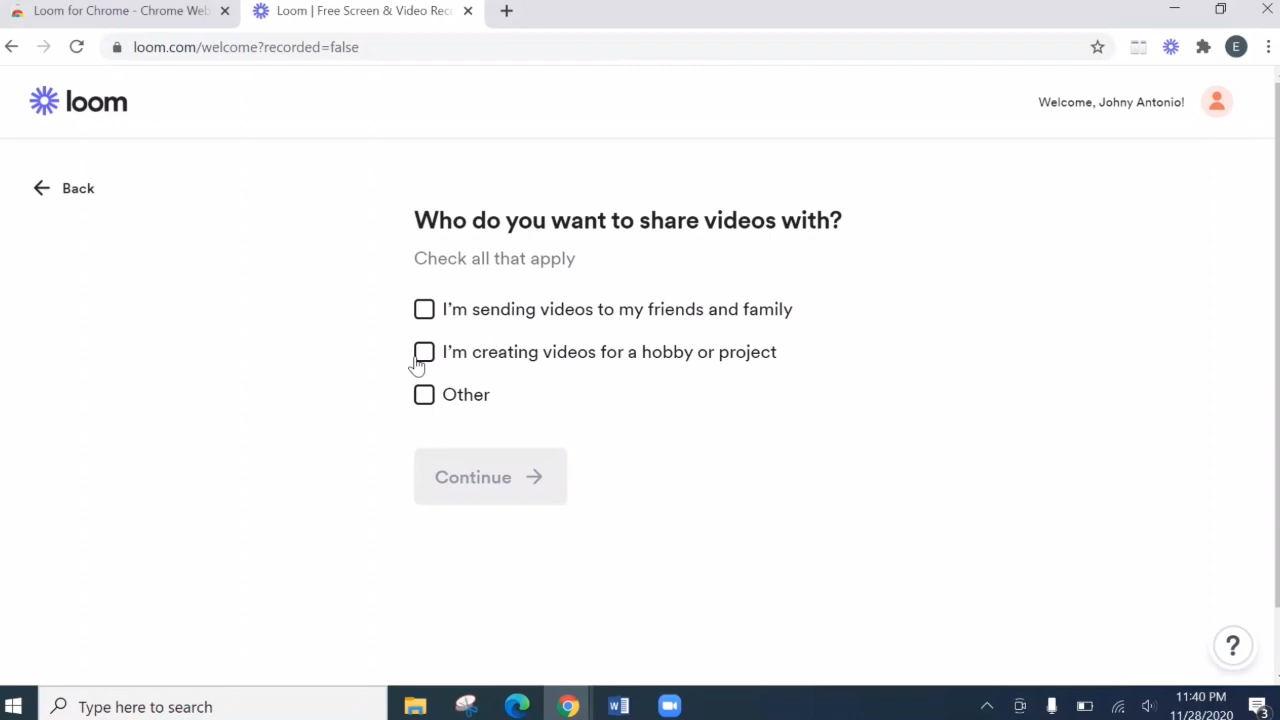 Loom for Chrome - Chrome Web
Loom | Free Screen & Video Rec
loom.com/welcome?recorded=false
E
loom
Welcome, Johny Antonio!
Back
Who do you want to share videos with?
Check all that apply
I'm sending videos to my friends and family
I'm creating videos for a hobby or project
Other
Continue
?
Type here to search
11:40 PM
11/28/2020
3